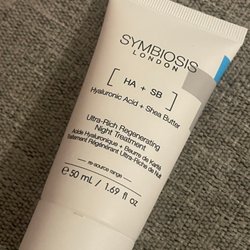 SYMBIOSIS
LONDON
[ HA + SB ]
Hyaluronic Acid + Shea Butter
Ultra-Rich Regenerating
Night Treatment
Acide Hyaluronique + Beurre de Karité
Traitement Régénérant Ultra-Riche de Nuit
re-source range
e 50 mL / 1.69 fl oz